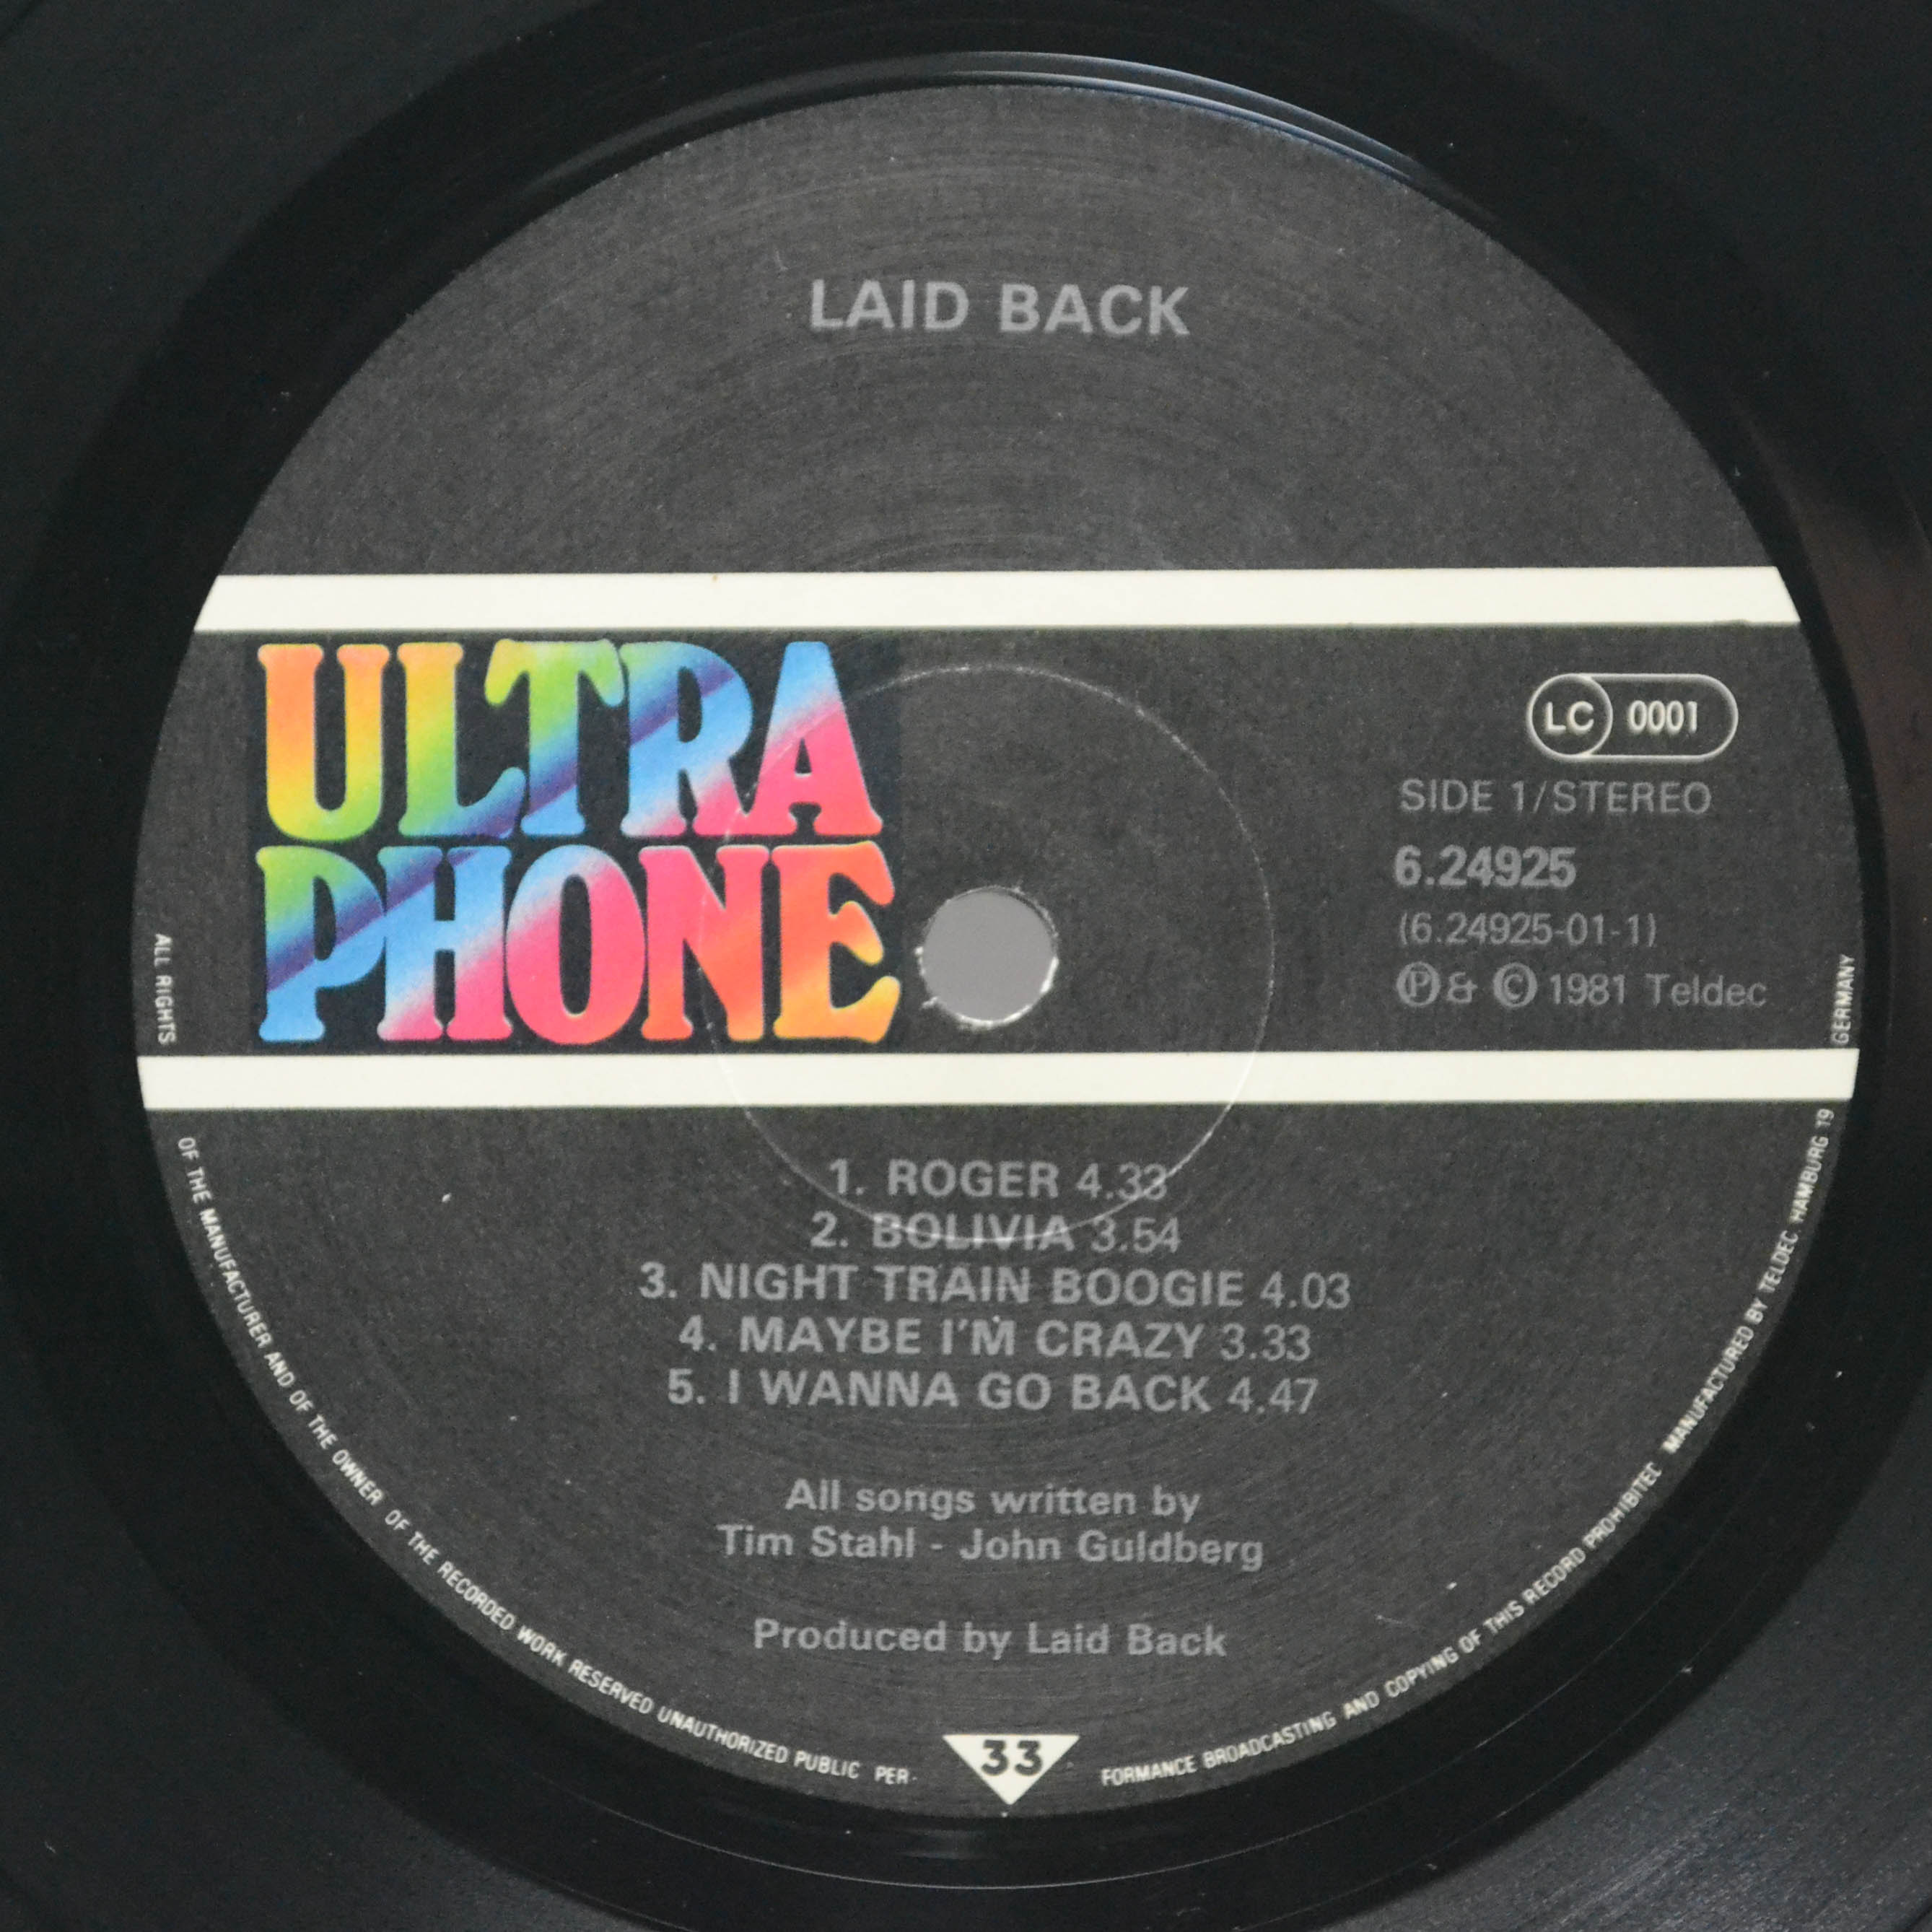 LAID BACK
ULTRA
PHONE
LC 0001
SIDE 1/STEREO
6.24925
(6.24925-01-1)
℗ & © 1981 Teldec
1. ROGER 4.33
2. BOLIVIA 3.54
3. NIGHT TRAIN BOOGIE 4.03
4. MAYBE I'M CRAZY 3.33
5. I WANNA GO BACK 4.47
All songs written by
Tim Stahl - John Guldberg
Produced by Laid Back
33
ALL RIGHTS OF THE MANUFACTURER AND OF THE OWNER OF THE RECORDED WORK RESERVED UNAUTHORIZED PUBLIC PER- FORMANCE BROADCASTING AND COPYING OF THIS RECORD PROHIBITED MANUFACTURED BY TELDEC HAMBURG 19 GERMANY